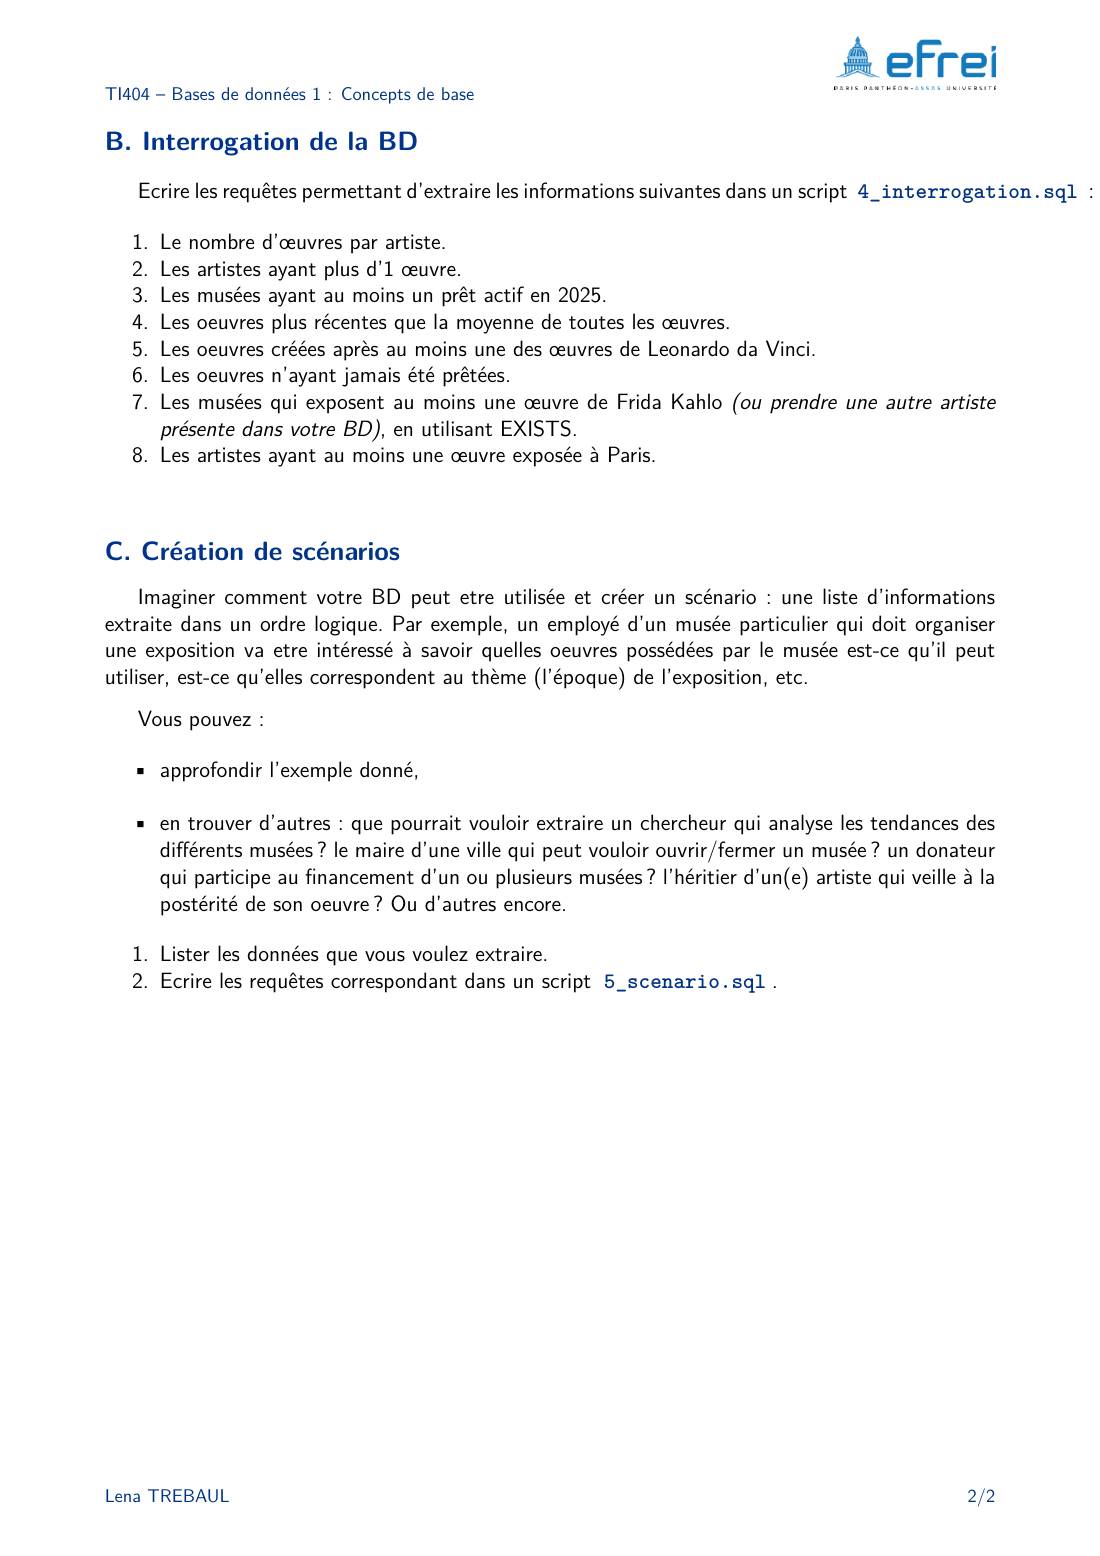 efrei
PARIS PANTHÉON-ASSAS UNIVERSITÉ
TI404 – Bases de données 1 : Concepts de base
B. Interrogation de la BD
Ecrire les requêtes permettant d'extraire les informations suivantes dans un script 4_interrogation.sql :
1. Le nombre d'œuvres par artiste.
2. Les artistes ayant plus d'1 œuvre.
3. Les musées ayant au moins un prêt actif en 2025.
4. Les oeuvres plus récentes que la moyenne de toutes les œuvres.
5. Les oeuvres créées après au moins une des œuvres de Leonardo da Vinci.
6. Les oeuvres n'ayant jamais été prêtées.
7. Les musées qui exposent au moins une œuvre de Frida Kahlo (ou prendre une autre artiste
présente dans votre BD), en utilisant EXISTS.
8. Les artistes ayant au moins une œuvre exposée à Paris.
C. Création de scénarios
Imaginer comment votre BD peut etre utilisée et créer un scénario : une liste d'informations
extraite dans un ordre logique. Par exemple, un employé d'un musée particulier qui doit organiser
une exposition va etre intéressé à savoir quelles oeuvres possédées par le musée est-ce qu'il peut
utiliser, est-ce qu'elles correspondent au thème (l'époque) de l'exposition, etc.
Vous pouvez :
▪ approfondir l'exemple donné,
▪ en trouver d'autres : que pourrait vouloir extraire un chercheur qui analyse les tendances des
différents musées ? le maire d'une ville qui peut vouloir ouvrir/fermer un musée ? un donateur
qui participe au financement d'un ou plusieurs musées ? l'héritier d'un(e) artiste qui veille à la
postérité de son oeuvre ? Ou d'autres encore.
1. Lister les données que vous voulez extraire.
2. Ecrire les requêtes correspondant dans un script 5_scenario.sql .
Lena TREBAUL
2/2